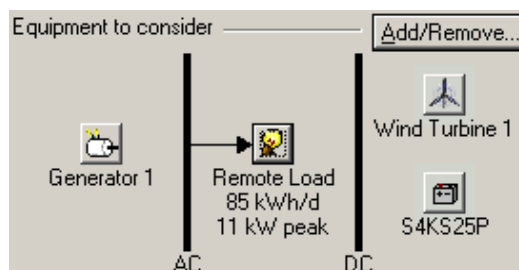 Equipment to consider
Add/Remove...
Generator 1
Remote Load
85 kWh/d
11 kW peak
Wind Turbine 1
S4KS25P
AC
DC